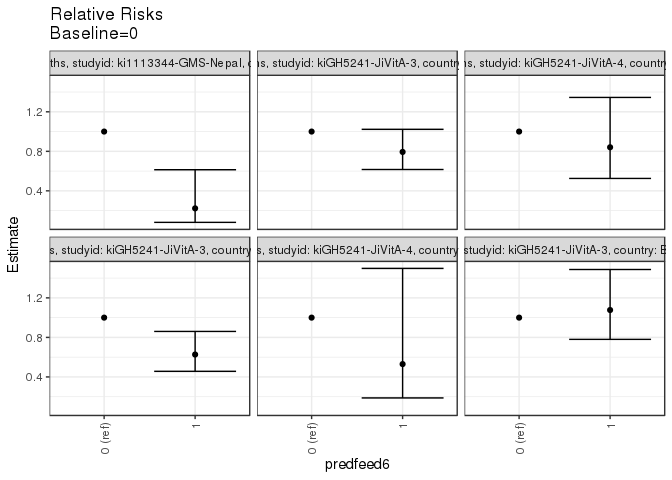 Relative Risks
Baseline=0
ths, studyid: ki1113344-GMS-Nepal,
hs, studyid: kiGH5241-JiVitA-3, country
hs, studyid: kiGH5241-JiVitA-4, country
1.2
0.8
0.4
s, studyid: kiGH5241-JiVitA-3, country
s, studyid: kiGH5241-JiVitA-4, country
studyid: kiGH5241-JiVitA-3, country:
1.2
0.8
0.4
Estimate
0 (ref)
1
0 (ref)
1
0 (ref)
1
predfeed6